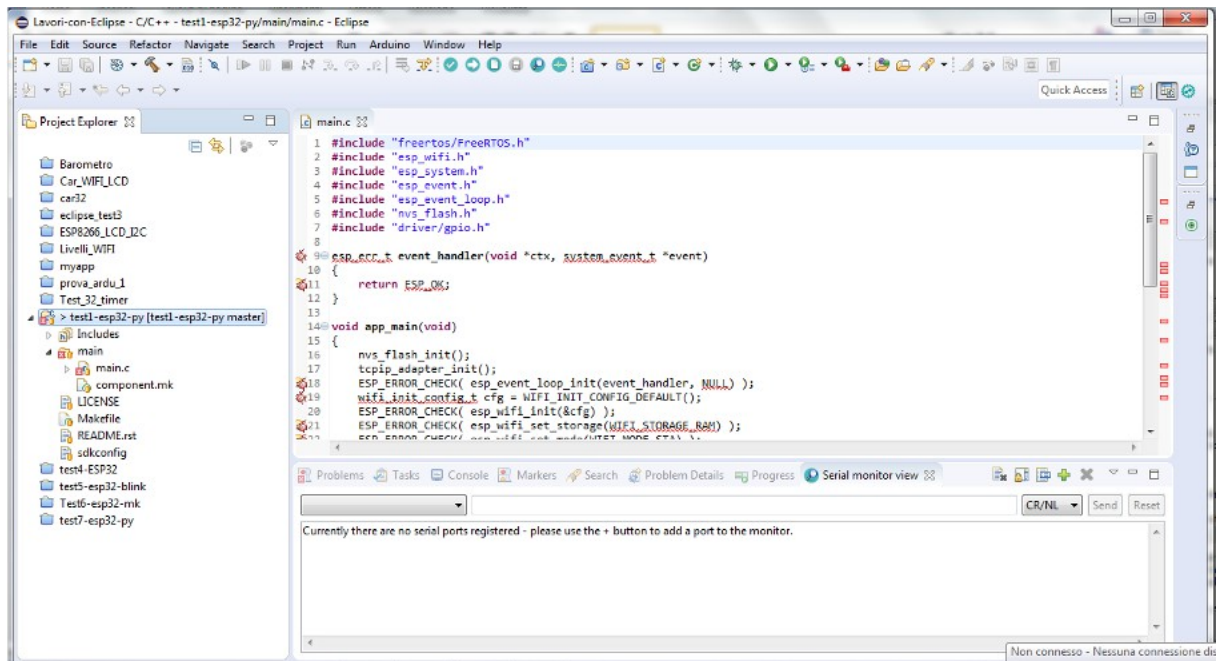 Lavori-con-Eclipse - C/C++ - test1-esp32-py/main/main.c - Eclipse
File Edit Source Refactor Navigate Search Project Run Arduino Window Help
Quick Access
Project Explorer
Barometro
Car_WIFI_LCD
car32
eclipse_test3
ESP8266_LCD_I2C
Livelli_WIFI
myapp
prova_ardu_1
Test_32_timer
> test1-esp32-py [test1-esp32-py master]
Includes
main
main.c
component.mk
LICENSE
Makefile
README.rst
sdkconfig
test4-ESP32
test5-esp32-blink
Test6-esp32-mk
test7-esp32-py
main.c
1 #include "freertos/FreeRTOS.h"
2 #include "esp_wifi.h"
3 #include "esp_system.h"
4 #include "esp_event.h"
5 #include "esp_event_loop.h"
6 #include "nvs_flash.h"
7 #include "driver/gpio.h"
8
9 esp_err_t event_handler(void *ctx, system_event_t *event)
10 {
11 return ESP_OK;
12 }
13
14 void app_main(void)
15 {
16 nvs_flash_init();
17 tcpip_adapter_init();
18 ESP_ERROR_CHECK( esp_event_loop_init(event_handler, NULL) );
19 wifi_init_config_t cfg = WIFI_INIT_CONFIG_DEFAULT();
20 ESP_ERROR_CHECK( esp_wifi_init(&cfg) );
21 ESP_ERROR_CHECK( esp_wifi_set_storage(WIFI_STORAGE_RAM) );
22 ESP_ERROR_CHECK( esp_wifi_set_mode(WIFI_MODE_STA) );
Problems Tasks Console Markers Search Problem Details Progress Serial monitor view
CR/NL Send Reset
Currently there are no serial ports registered - please use the + button to add a port to the monitor.
Non connesso - Nessuna connessione dis